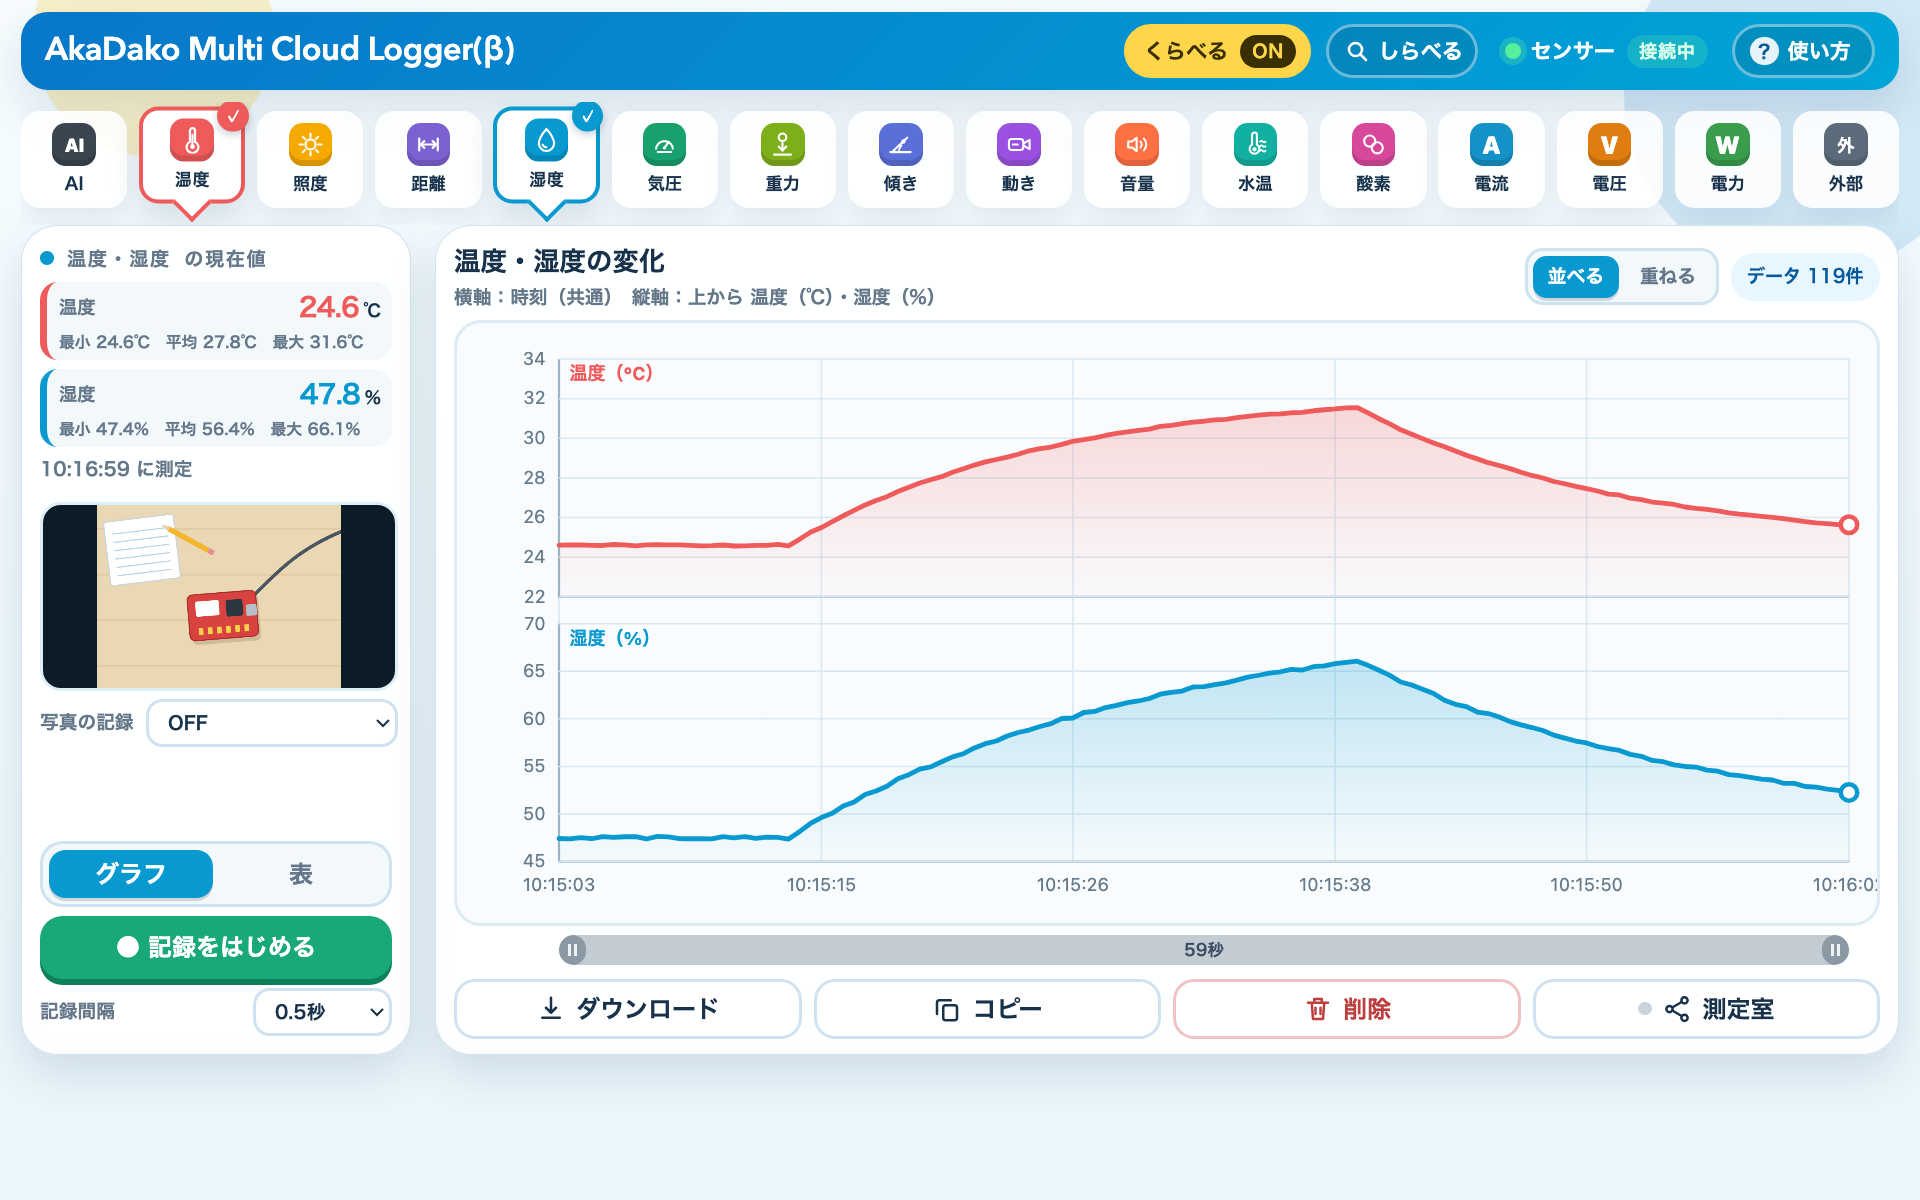 AkaDako Multi Cloud Logger(β)
くらべる ON
しらべる
センサー 接続中
? 使い方
AI
AI
温度
照度
距離
湿度
気圧
重力
傾き
動き
音量
水温
酸素
A
電流
V
電圧
W
電力
外
外部
温度・湿度 の現在値
温度 24.6℃
最小 24.6℃ 平均 27.8℃ 最大 31.6℃
湿度 47.8%
最小 47.4% 平均 56.4% 最大 66.1%
10:16:59 に測定
写真の記録 OFF
グラフ 表
記録をはじめる
記録間隔 0.5秒
温度・湿度の変化
横軸：時刻（共通） 縦軸：上から 温度（℃）・湿度（%）
並べる 重ねる
データ 119件
温度（°C）
34
32
30
28
26
24
22
湿度（%）
70
65
60
55
50
45
10:15:03 10:15:15 10:15:26 10:15:38 10:15:50 10:16:0
59秒
ダウンロード
コピー
削除
測定室